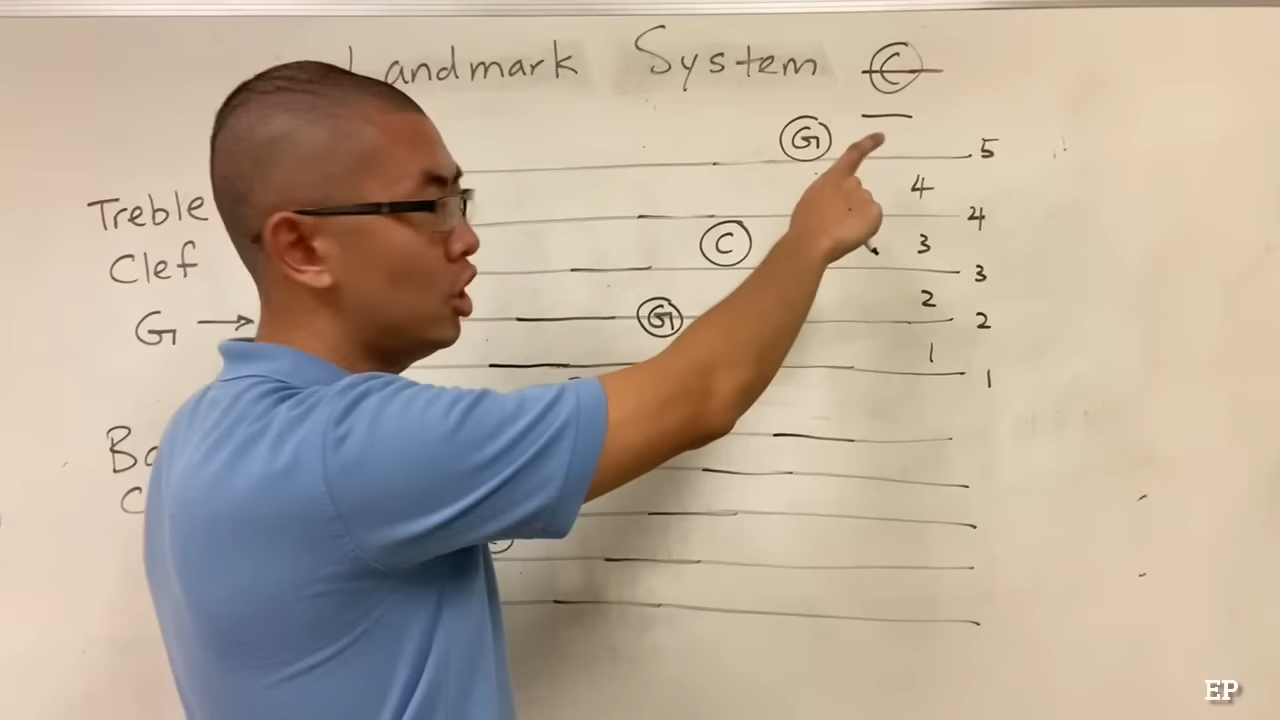 Landmark System C
G
5
Treble
4
4
Clef
C
3
3
G → G
2
2
1
1
EP